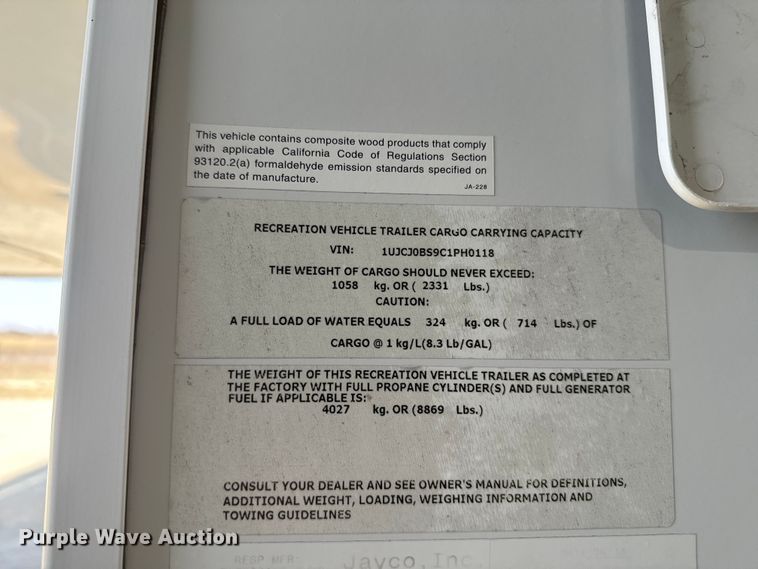 This vehicle contains composite wood products that comply
with applicable California Code of Regulations Section
93120.2(a) formaldehyde emission standards specified on
the date of manufacture.
JA-228
RECREATION VEHICLE TRAILER CARGO CARRYING CAPACITY
VIN: 1UJCJ0BS9C1PH0118
THE WEIGHT OF CARGO SHOULD NEVER EXCEED:
1058 kg. OR ( 2331 Lbs.)
CAUTION:
A FULL LOAD OF WATER EQUALS 324 kg. OR ( 714 Lbs.) OF
CARGO @ 1 kg/L(8.3 Lb/GAL)
THE WEIGHT OF THIS RECREATION VEHICLE TRAILER AS COMPLETED AT
THE FACTORY WITH FULL PROPANE CYLINDER(S) AND FULL GENERATOR
FUEL IF APPLICABLE IS:
4027 kg. OR (8869 Lbs.)
CONSULT YOUR DEALER AND SEE OWNER'S MANUAL FOR DEFINITIONS,
ADDITIONAL WEIGHT, LOADING, WEIGHING INFORMATION AND
TOWING GUIDELINES
Purple Wave Auction
RESP MFR: Jayco, Inc.